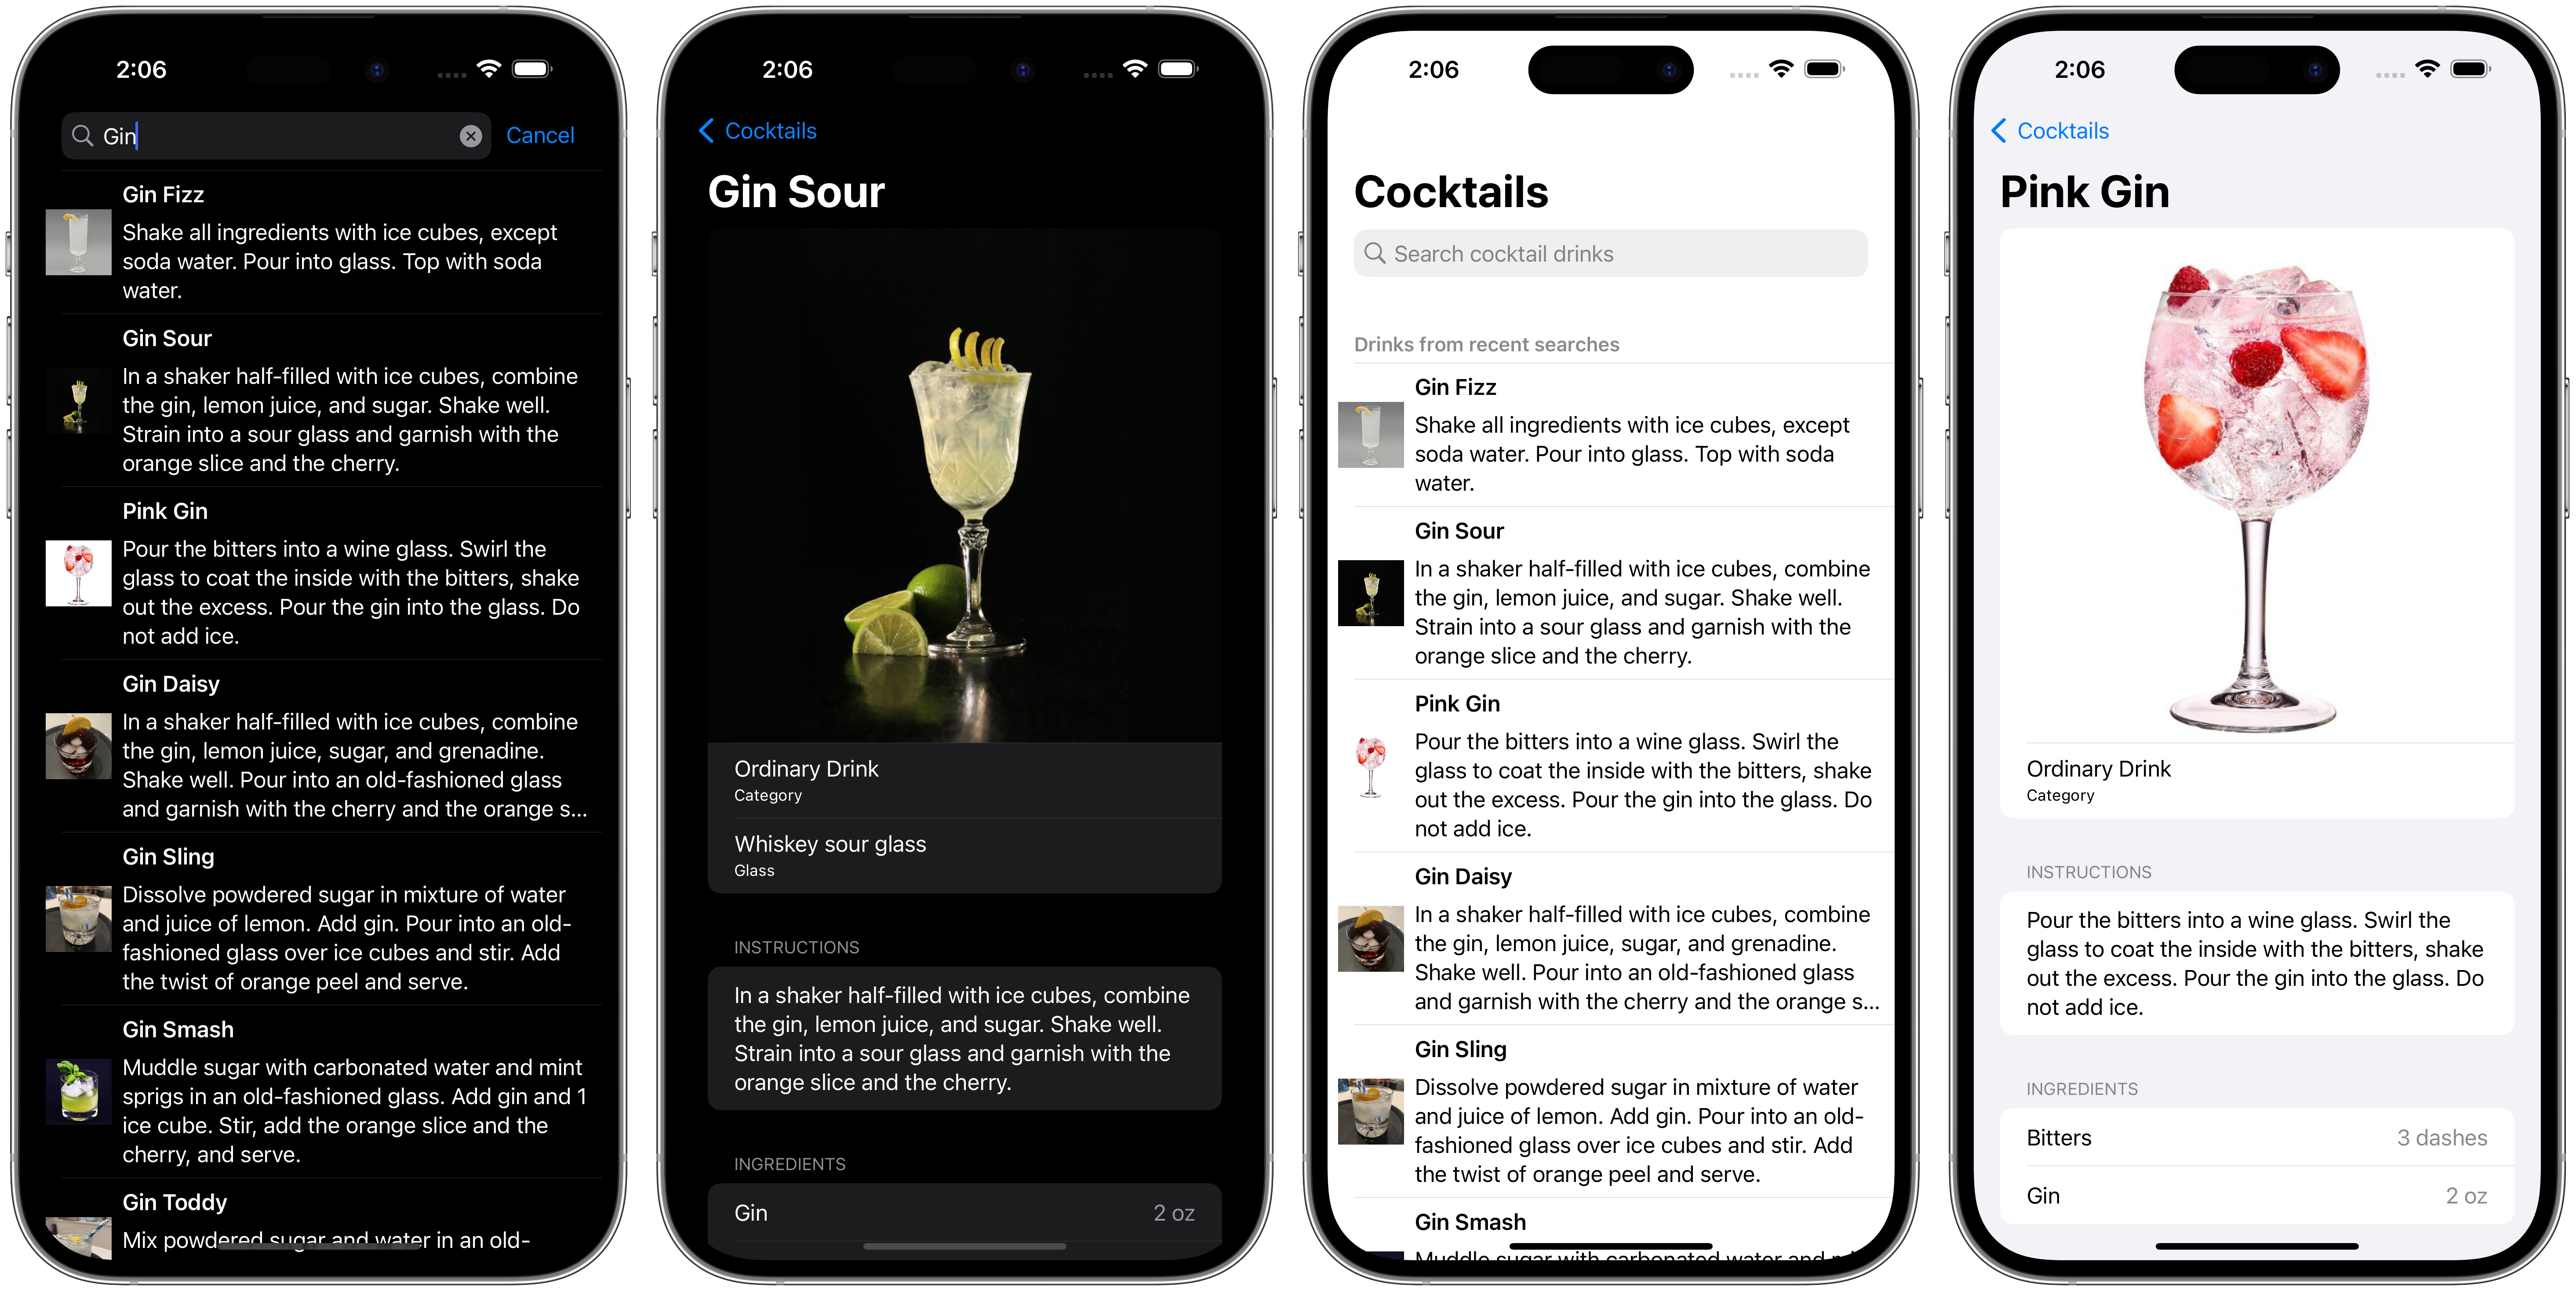 2:06
Gin
Cancel
Gin Fizz
Shake all ingredients with ice cubes, except
soda water. Pour into glass. Top with soda
water.
Gin Sour
In a shaker half-filled with ice cubes, combine
the gin, lemon juice, and sugar. Shake well.
Strain into a sour glass and garnish with the
orange slice and the cherry.
Pink Gin
Pour the bitters into a wine glass. Swirl the
glass to coat the inside with the bitters, shake
out the excess. Pour the gin into the glass. Do
not add ice.
Gin Daisy
In a shaker half-filled with ice cubes, combine
the gin, lemon juice, sugar, and grenadine.
Shake well. Pour into an old-fashioned glass
and garnish with the cherry and the orange s...
Gin Sling
Dissolve powdered sugar in mixture of water
and juice of lemon. Add gin. Pour into an old-
fashioned glass over ice cubes and stir. Add
the twist of orange peel and serve.
Gin Smash
Muddle sugar with carbonated water and mint
sprigs in an old-fashioned glass. Add gin and 1
ice cube. Stir, add the orange slice and the
cherry, and serve.
Gin Toddy
Mix powdered sugar and water in an old-
2:06
Cocktails
Gin Sour
Ordinary Drink
Category
Whiskey sour glass
Glass
INSTRUCTIONS
In a shaker half-filled with ice cubes, combine
the gin, lemon juice, and sugar. Shake well.
Strain into a sour glass and garnish with the
orange slice and the cherry.
INGREDIENTS
Gin 2 oz
2:06
Cocktails
Search cocktail drinks
Drinks from recent searches
Gin Fizz
Shake all ingredients with ice cubes, except
soda water. Pour into glass. Top with soda
water.
Gin Sour
In a shaker half-filled with ice cubes, combine
the gin, lemon juice, and sugar. Shake well.
Strain into a sour glass and garnish with the
orange slice and the cherry.
Pink Gin
Pour the bitters into a wine glass. Swirl the
glass to coat the inside with the bitters, shake
out the excess. Pour the gin into the glass. Do
not add ice.
Gin Daisy
In a shaker half-filled with ice cubes, combine
the gin, lemon juice, sugar, and grenadine.
Shake well. Pour into an old-fashioned glass
and garnish with the cherry and the orange s...
Gin Sling
Dissolve powdered sugar in mixture of water
and juice of lemon. Add gin. Pour into an old-
fashioned glass over ice cubes and stir. Add
the twist of orange peel and serve.
Gin Smash
Muddle sugar with carbonated water and
2:06
Cocktails
Pink Gin
Ordinary Drink
Category
INSTRUCTIONS
Pour the bitters into a wine glass. Swirl the
glass to coat the inside with the bitters, shake
out the excess. Pour the gin into the glass. Do
not add ice.
INGREDIENTS
Bitters 3 dashes
Gin 2 oz